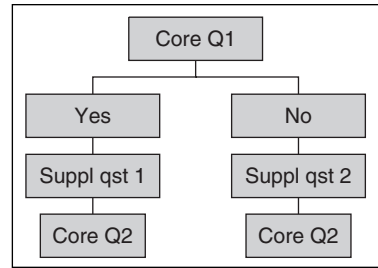 Core Q1
Yes
No
Suppl qst 1
Suppl qst 2
Core Q2
Core Q2